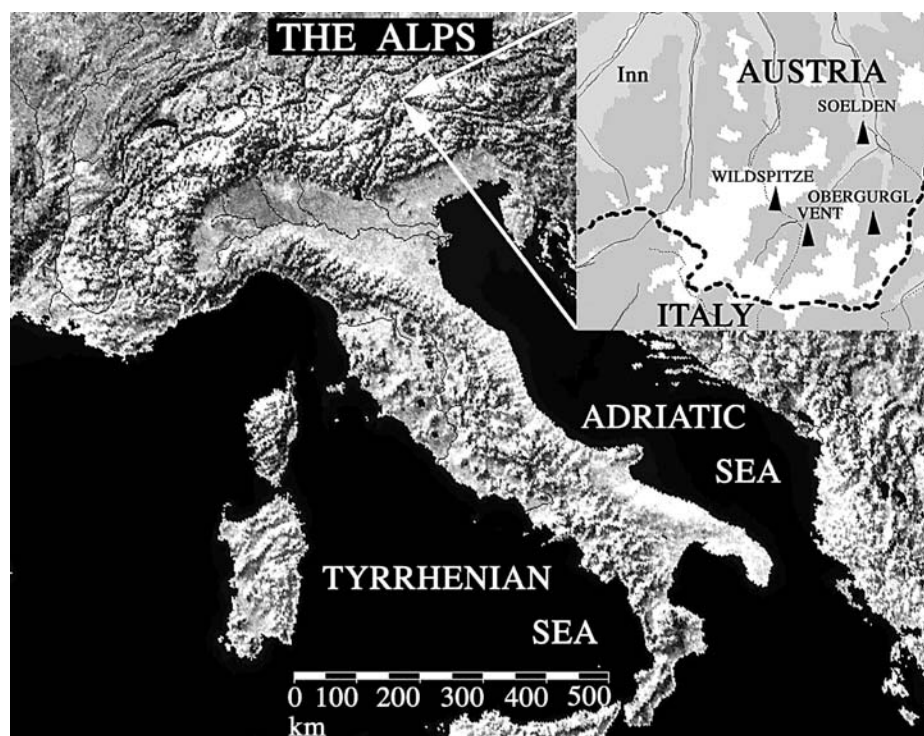 THE ALPS
Inn
AUSTRIA
SOELDEN
WILDSPITZE
OBERGURGL
VENT
ITALY
ADRIATIC
SEA
TYRRHENIAN
SEA
0 100 200 300 400 500
km